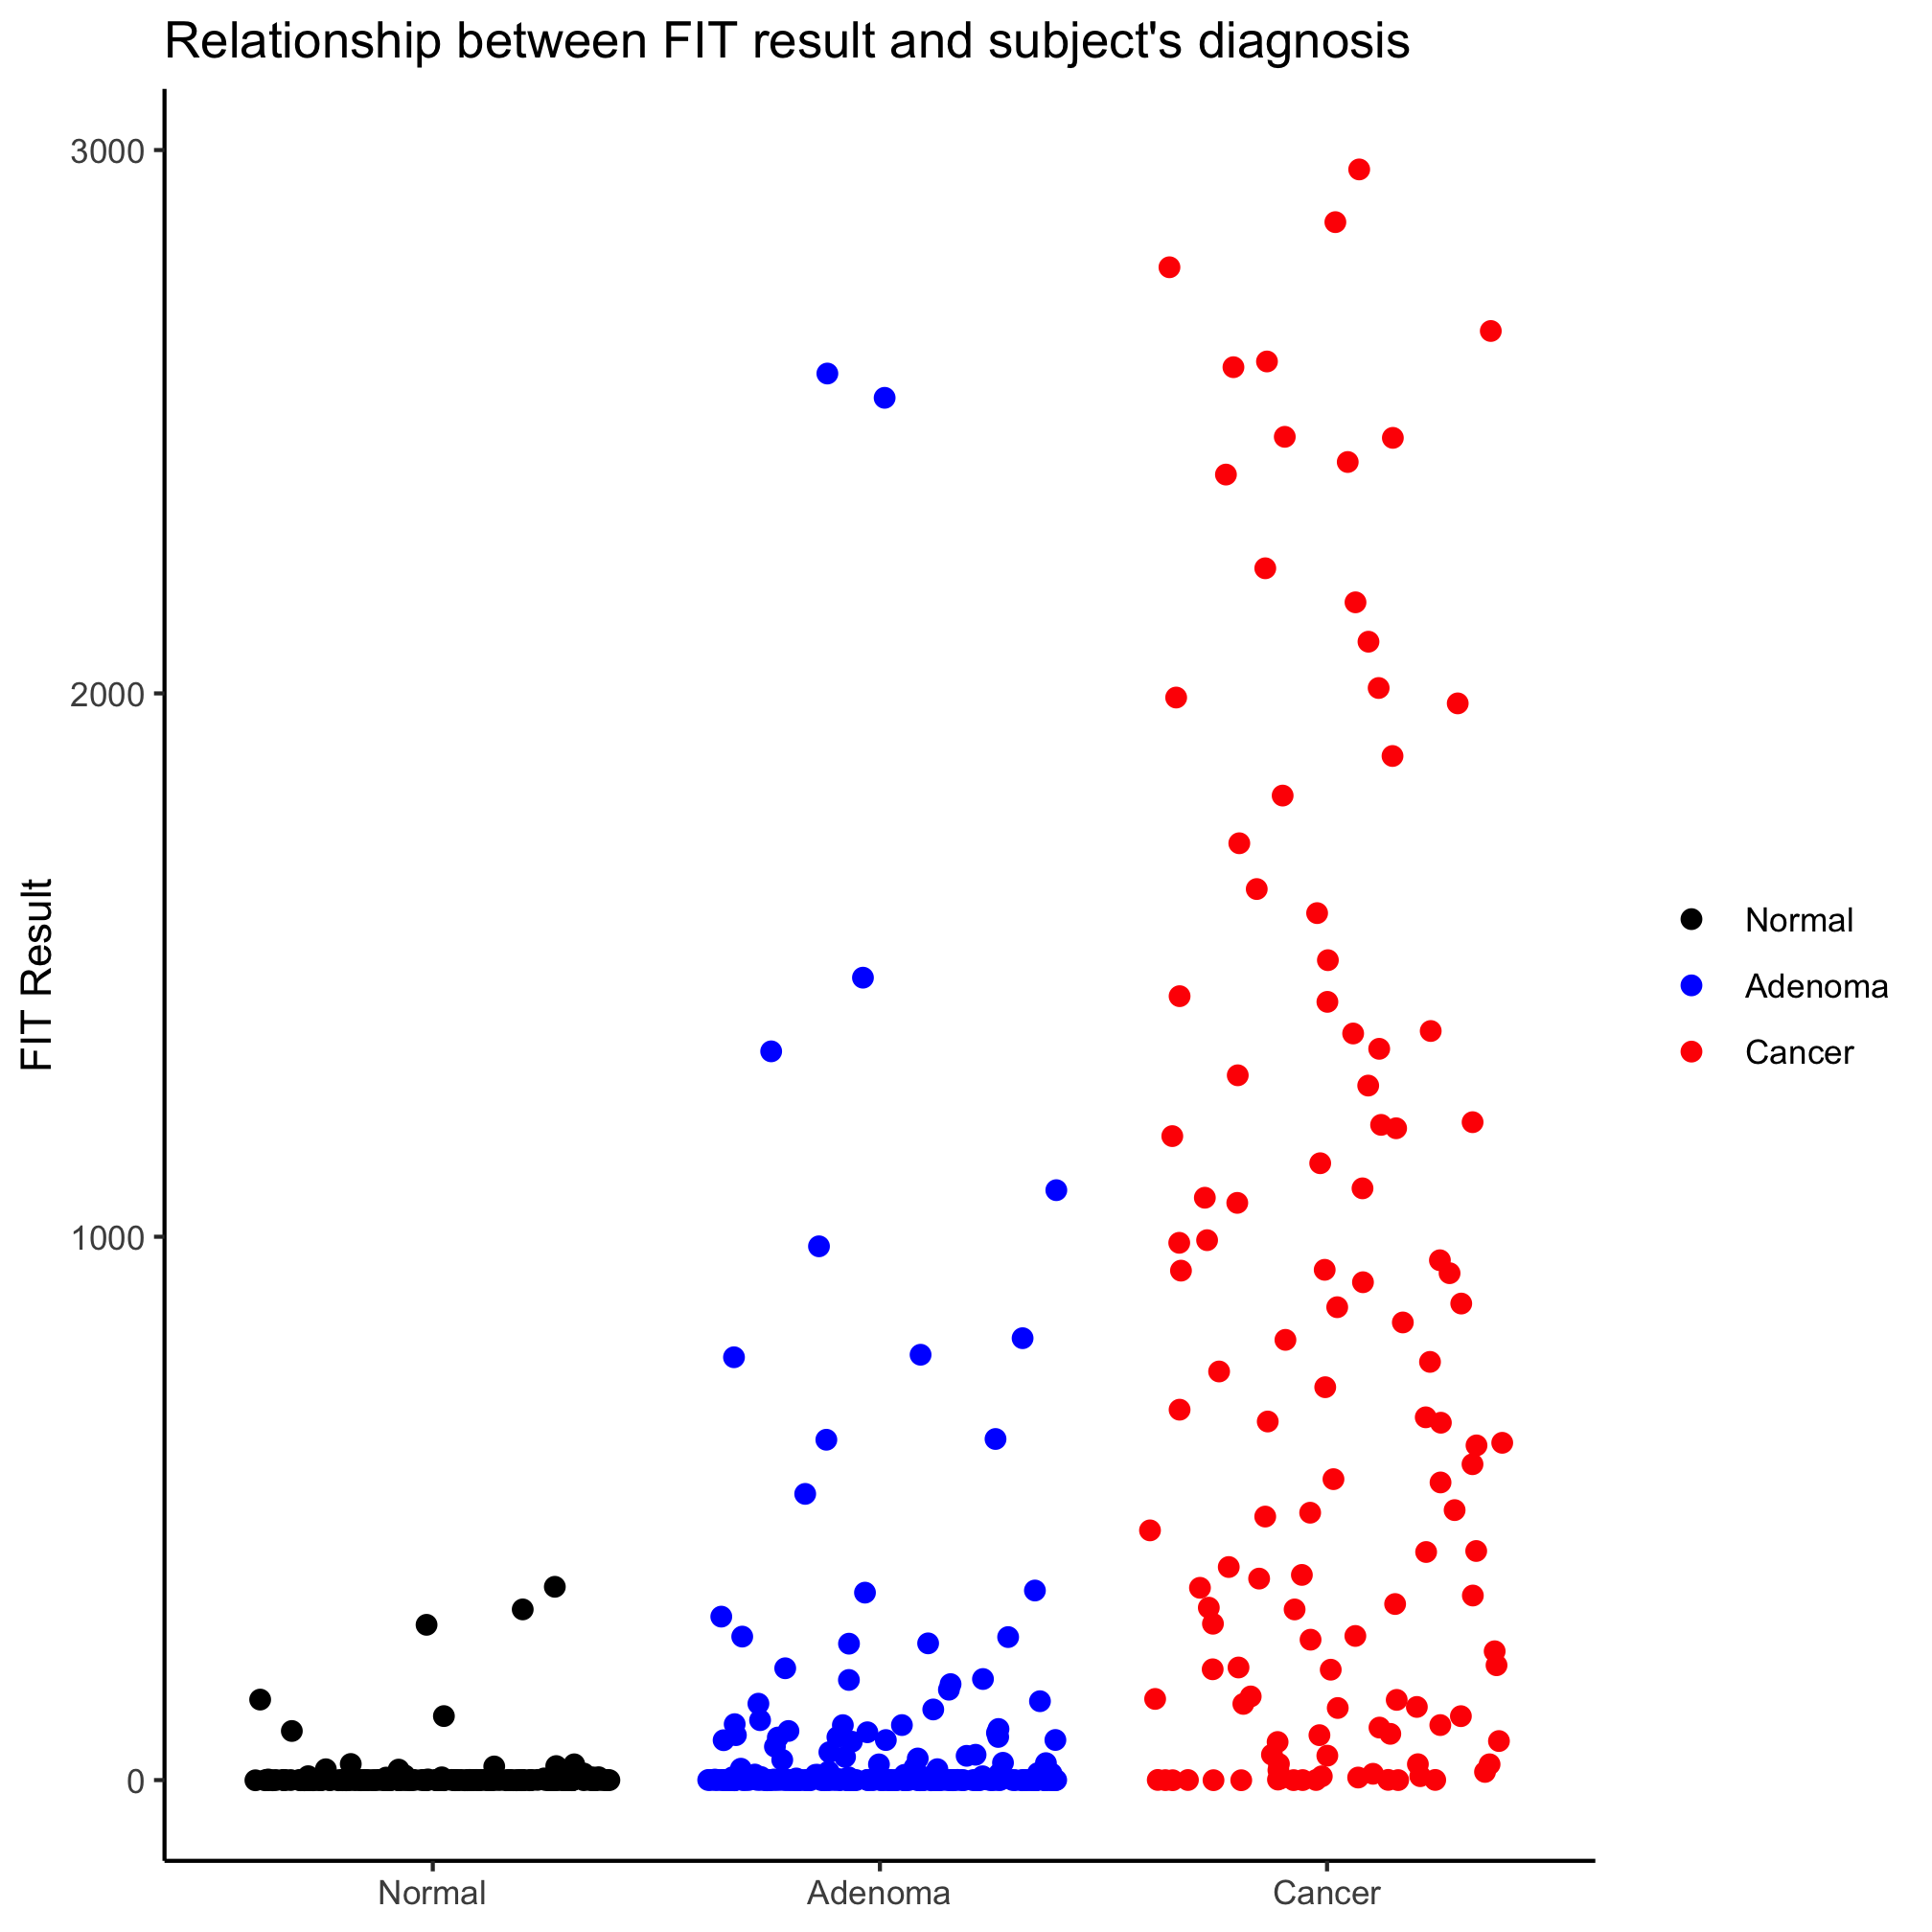 Relationship between FIT result and subject's diagnosis
FIT Result
3000
2000
1000
0
Normal
Adenoma
Cancer
Normal
Adenoma
Cancer